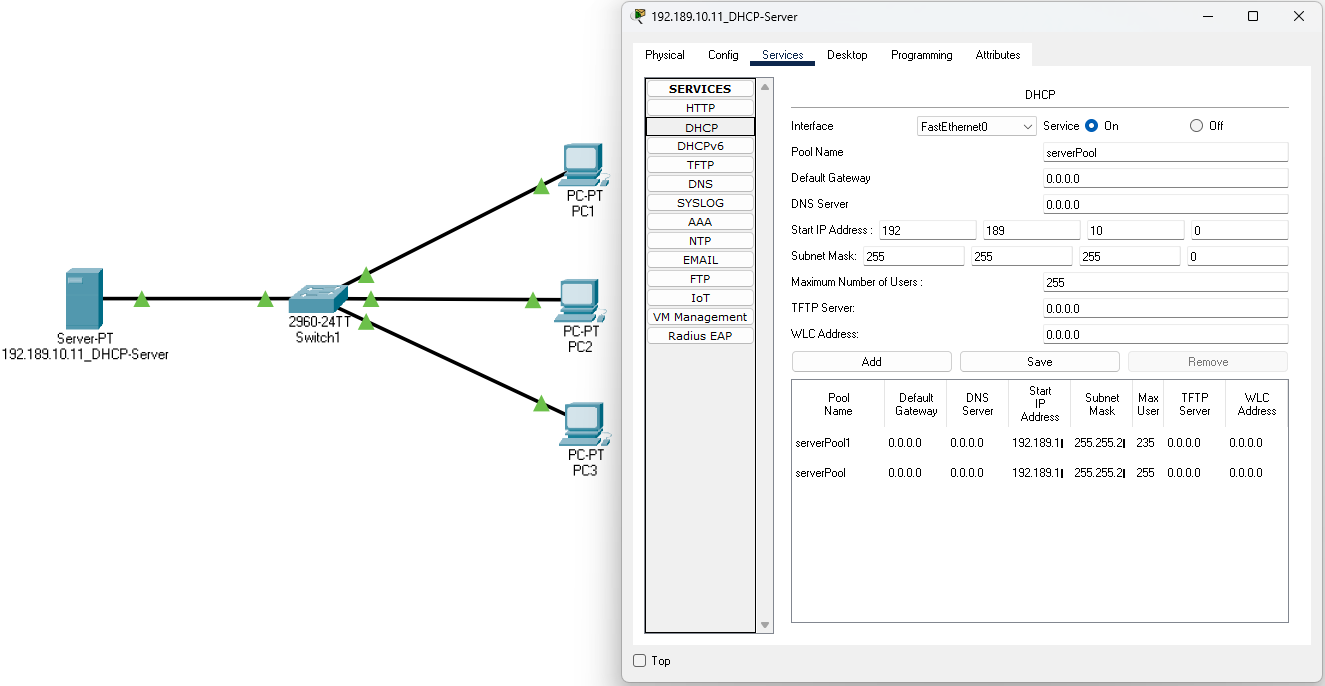 192.189.10.11_DHCP-Server
Physical Config Services Desktop Programming Attributes
SERVICES
HTTP
DHCP
DHCPv6
TFTP
DNS
SYSLOG
AAA
NTP
EMAIL
FTP
IoT
VM Management
Radius EAP
DHCP
Interface FastEthernet0 Service On Off
Pool Name serverPool
Default Gateway 0.0.0.0
DNS Server 0.0.0.0
Start IP Address : 192 189 10 0
Subnet Mask: 255 255 255 0
Maximum Number of Users : 255
TFTP Server: 0.0.0.0
WLC Address: 0.0.0.0
Add Save Remove
Pool Name Default Gateway DNS Server Start IP Address Subnet Mask Max User TFTP Server WLC Address
serverPool1 0.0.0.0 0.0.0.0 192.189.1 255.255.2 235 0.0.0.0 0.0.0.0
serverPool 0.0.0.0 0.0.0.0 192.189.1 255.255.2 255 0.0.0.0 0.0.0.0
Top
PC-PT
PC1
PC-PT
PC2
PC-PT
PC3
2960-24TT
Switch1
Server-PT
192.189.10.11_DHCP-Server